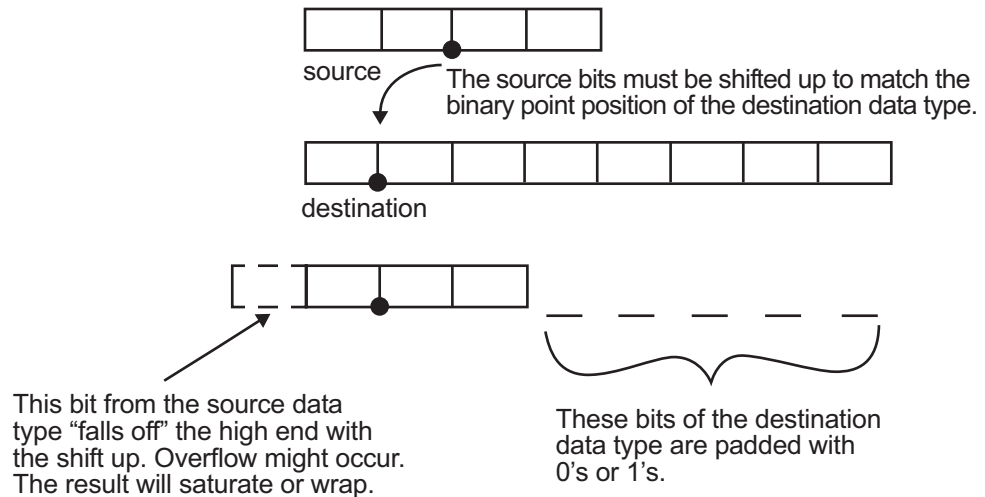 source
The source bits must be shifted up to match the
binary point position of the destination data type.
destination
This bit from the source data
type “falls off” the high end with
the shift up. Overflow might occur.
The result will saturate or wrap.
These bits of the destination
data type are padded with
0's or 1's.